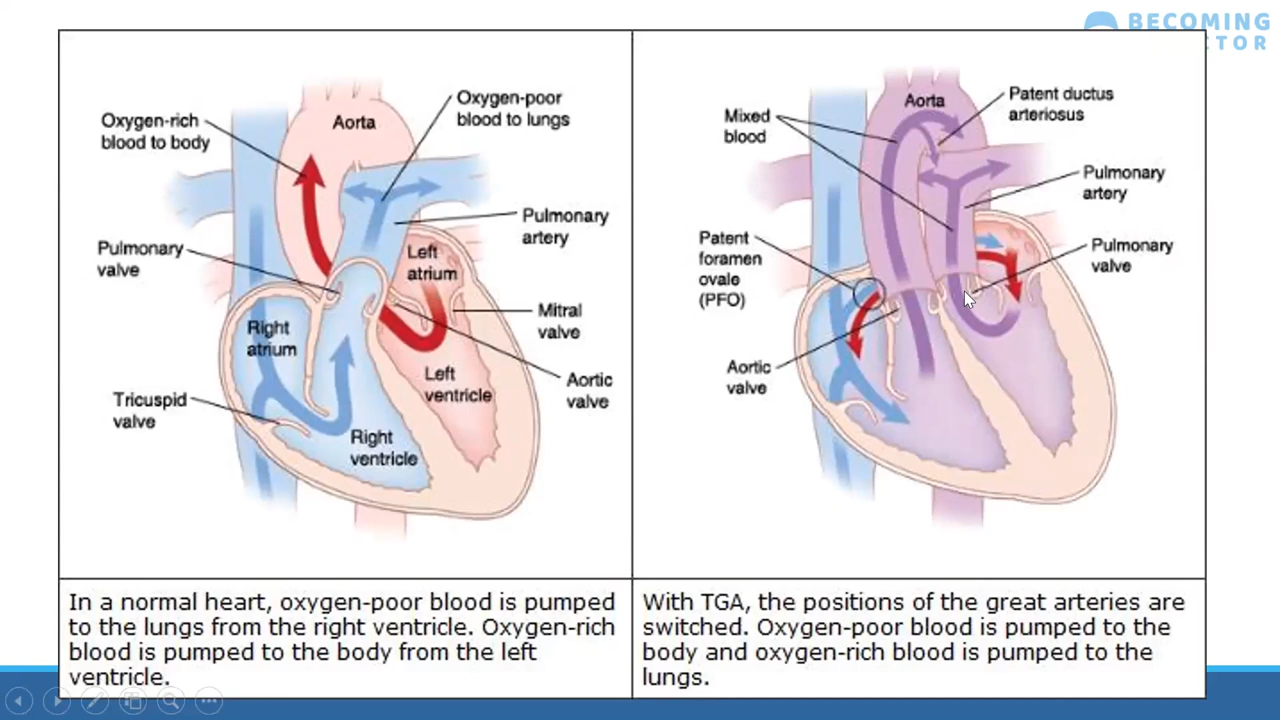 BECOMING
CTOR
Oxygen-rich
blood to body
Aorta
Oxygen-poor
blood to lungs
Pulmonary
artery
Pulmonary
valve
Left
atrium
Mitral
valve
Right
atrium
Left
ventricle
Aortic
valve
Tricuspid
valve
Right
ventricle
In a normal heart, oxygen-poor blood is pumped
to the lungs from the right ventricle. Oxygen-rich
blood is pumped to the body from the left
ventricle.
Mixed
blood
Aorta
Patent ductus
arteriosus
Pulmonary
artery
Patent
foramen
ovale
(PFO)
Pulmonary
valve
Aortic
valve
With TGA, the positions of the great arteries are
switched. Oxygen-poor blood is pumped to the
body and oxygen-rich blood is pumped to the
lungs.